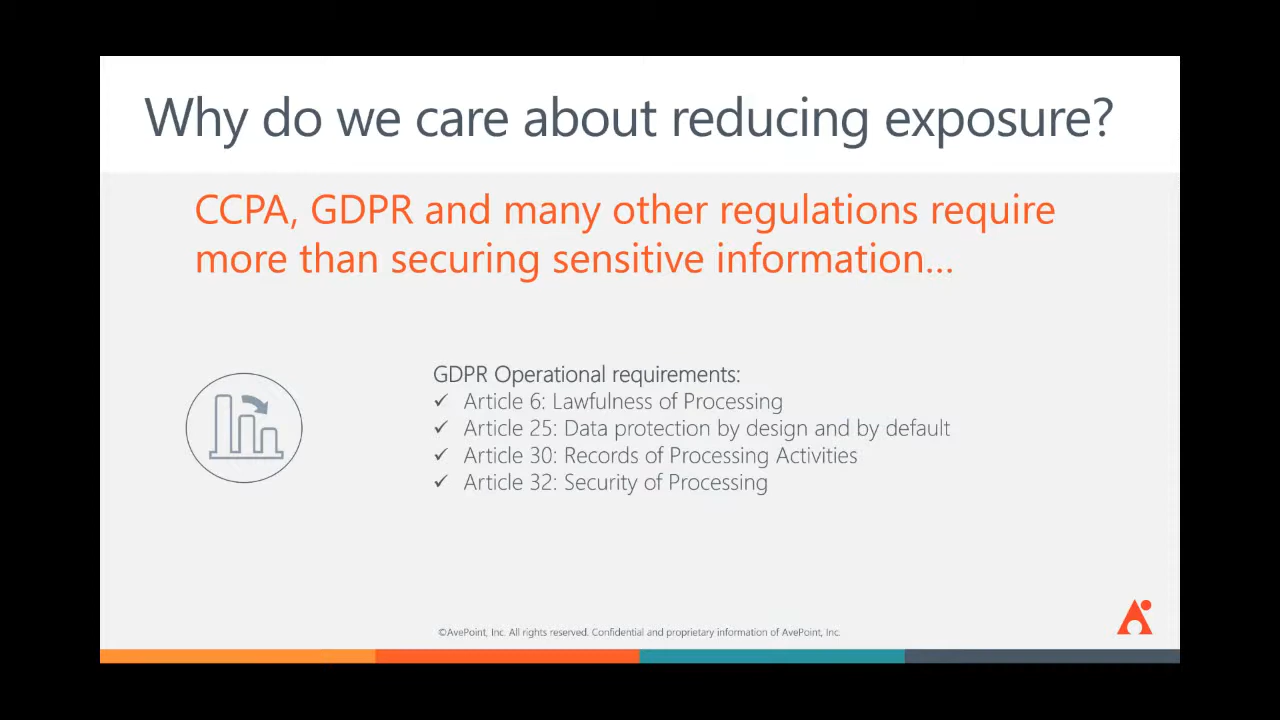 Why do we care about reducing exposure?
CCPA, GDPR and many other regulations require
more than securing sensitive information...
GDPR Operational requirements:
✓ Article 6: Lawfulness of Processing
✓ Article 25: Data protection by design and by default
✓ Article 30: Records of Processing Activities
✓ Article 32: Security of Processing
©AvePoint, Inc. All rights reserved. Confidential and proprietary information of AvePoint, Inc.